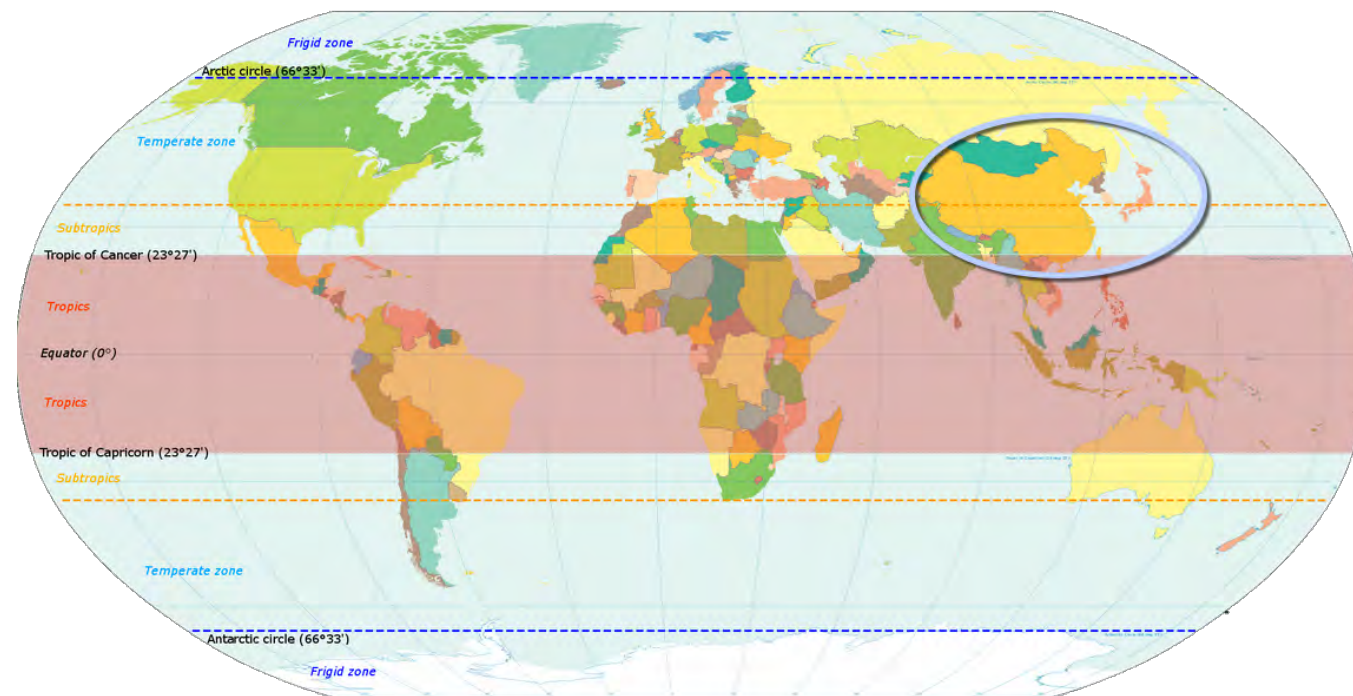 Frigid zone
Arctic circle (66°33')
Temperate zone
Subtropics
Tropic of Cancer (23°27')
Tropics
Equator (0°)
Tropics
Tropic of Capricorn (23°27')
Subtropics
Temperate zone
Antarctic circle (66°33')
Frigid zone